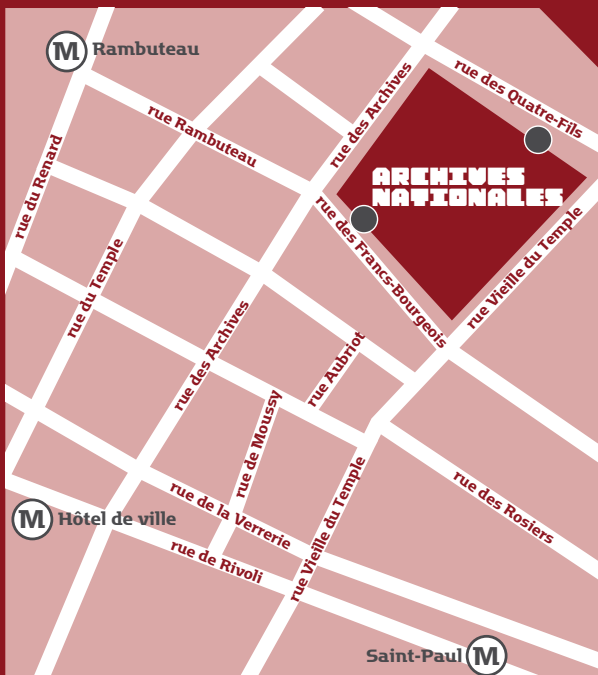 M Rambuteau
rue des Quatre-Fils
rue des Archives
rue Rambuteau
rue du Renard
ARCHIVES
NATIONALES
rue des Francs-Bourgeois
rue Vieille du Temple
rue du Temple
rue des Archives
rue Aubriot
rue de Moussy
rue Vieille du Temple
rue des Rosiers
M Hôtel de ville
rue de la Verrerie
rue de Rivoli
Saint-Paul M